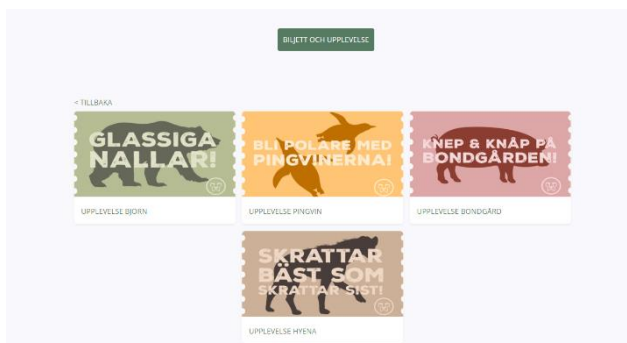 BILJETT OCH UPPLEVELSE
< TILLBAKA
GLASSIGA
NALLAR!
UPPLEVELSE BJÖRN
BLI POLARE MED
PINGVINERNA!
UPPLEVELSE PINGVIN
KNEP & KNÅP PÅ
BONDGÅRDEN!
UPPLEVELSE BONDGÅRD
SKRATTAR
BÄST SOM
SKRATTAR SIST!
UPPLEVELSE HYENA